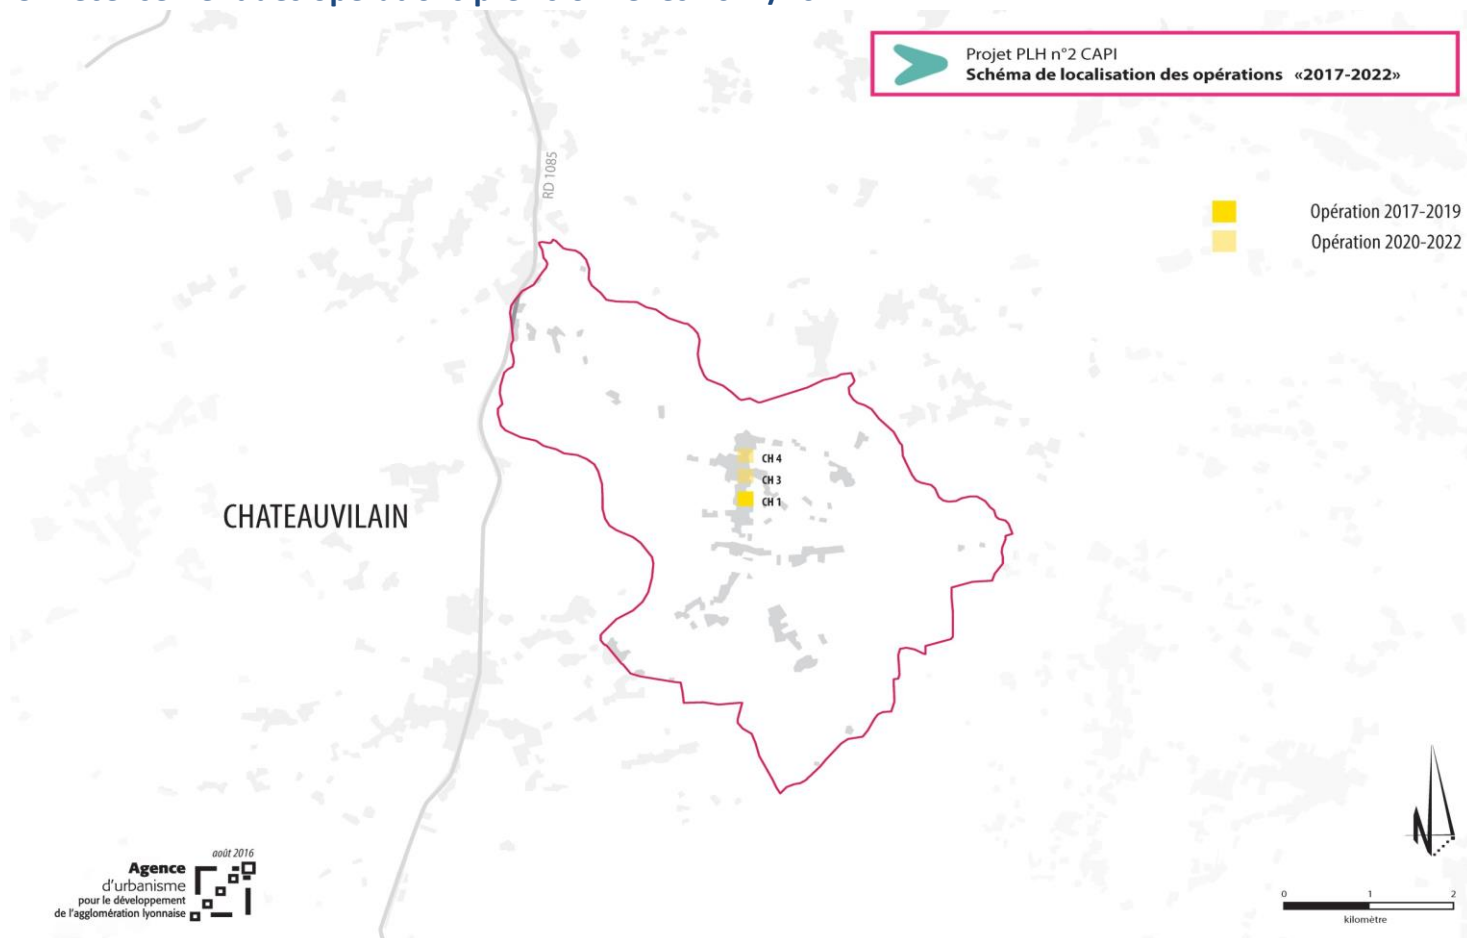 Projet PLH n°2 CAPI
Schéma de localisation des opérations «2017-2022»
RD 1085
Opération 2017-2019
Opération 2020-2022
CH 4
CH 3
CH 1
CHATEAUVILAIN
août 2016
Agence
d'urbanisme
pour le développement
de l'agglomération lyonnaise
N
0 1 2
kilomètre